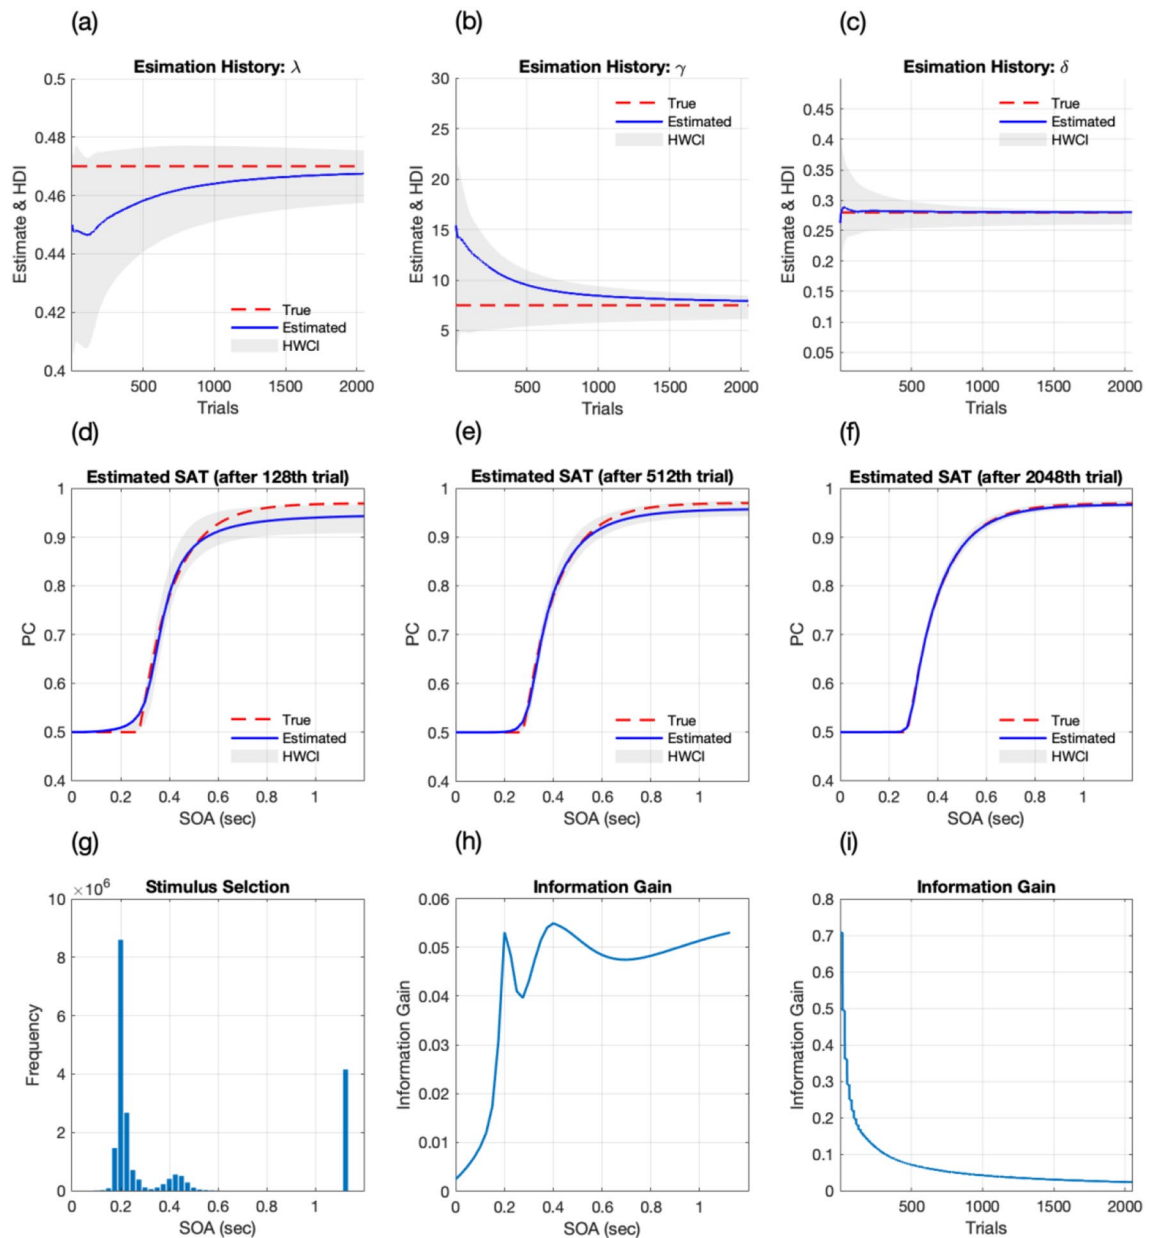 (a)
Esimation History: λ
Estimate & HDI
0.5
0.48
0.46
0.44
0.42
0.4
True
Estimated
HWCI
500 1000 1500 2000
Trials
(b)
Esimation History: γ
Estimate & HDI
30
25
20
15
10
5
True
Estimated
HWCI
500 1000 1500 2000
Trials
(c)
Esimation History: δ
Estimate & HDI
0.45
0.4
0.35
0.3
0.25
0.2
0.15
0.1
0.05
True
Estimated
HWCI
500 1000 1500 2000
Trials
(d)
Estimated SAT (after 128th trial)
PC
1
0.9
0.8
0.7
0.6
0.5
0.4
True
Estimated
HWCI
0 0.2 0.4 0.6 0.8 1
SOA (sec)
(e)
Estimated SAT (after 512th trial)
PC
1
0.9
0.8
0.7
0.6
0.5
0.4
True
Estimated
HWCI
0 0.2 0.4 0.6 0.8 1
SOA (sec)
(f)
Estimated SAT (after 2048th trial)
PC
1
0.9
0.8
0.7
0.6
0.5
0.4
True
Estimated
HWCI
0 0.2 0.4 0.6 0.8 1
SOA (sec)
(g)
×10⁶
Stimulus Selction
Frequency
10
8
6
4
2
0
0 0.2 0.4 0.6 0.8 1
SOA (sec)
(h)
Information Gain
Information Gain
0.06
0.05
0.04
0.03
0.02
0.01
0
0 0.2 0.4 0.6 0.8 1
SOA (sec)
(i)
Information Gain
Information Gain
0.8
0.7
0.6
0.5
0.4
0.3
0.2
0.1
0
500 1000 1500 2000
Trials